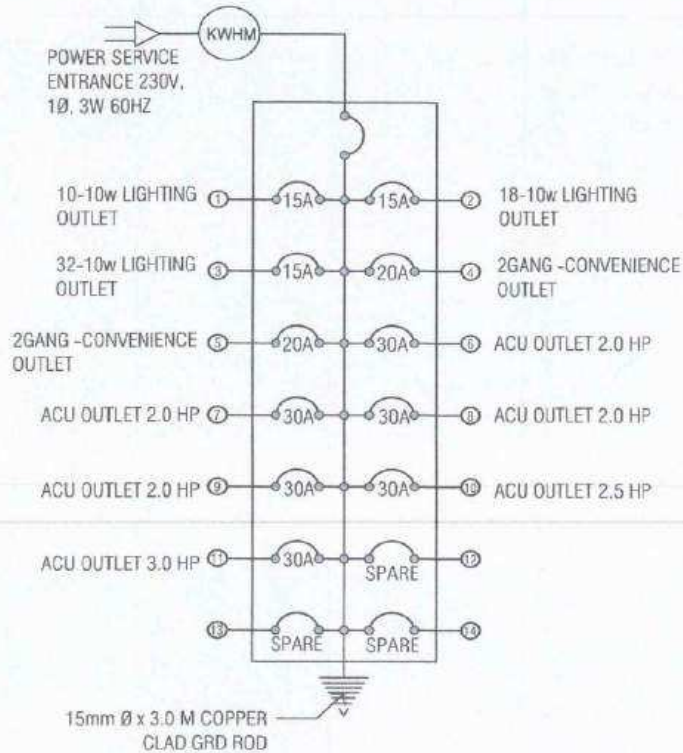 KWHM
POWER SERVICE
ENTRANCE 230V,
1Ø, 3W 60HZ
10-10w LIGHTING
OUTLET
1
15A
15A
2
18-10w LIGHTING
OUTLET
32-10w LIGHTING
OUTLET
3
15A
20A
4
2GANG -CONVENIENCE
OUTLET
2GANG -CONVENIENCE
OUTLET
5
20A
30A
6
ACU OUTLET 2.0 HP
ACU OUTLET 2.0 HP
7
30A
30A
8
ACU OUTLET 2.0 HP
ACU OUTLET 2.0 HP
9
30A
30A
10
ACU OUTLET 2.5 HP
ACU OUTLET 3.0 HP
11
30A
SPARE
12
13
SPARE
SPARE
14
15mm Ø x 3.0 M COPPER
CLAD GRD ROD